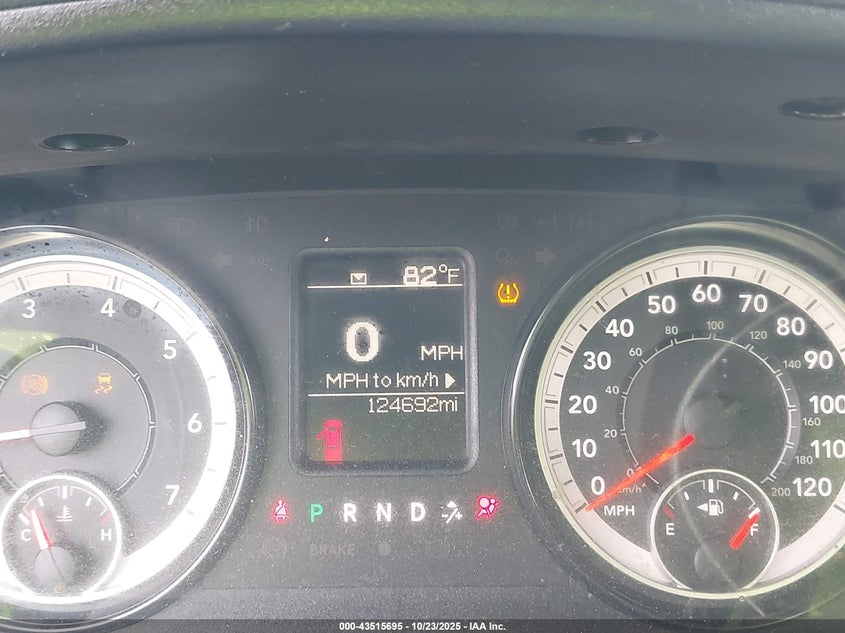 82°F
0 MPH
MPH to km/h
124692mi
P R N D
BRAKE
3 4 5 6 7
C H
0 10 20 30 40 50 60 70 80 90 100 110 120
MPH
20 40 60 80 100 120 140 160 180 200
km/h
E F
000-43515695 - 10/23/2025 - IAA Inc.